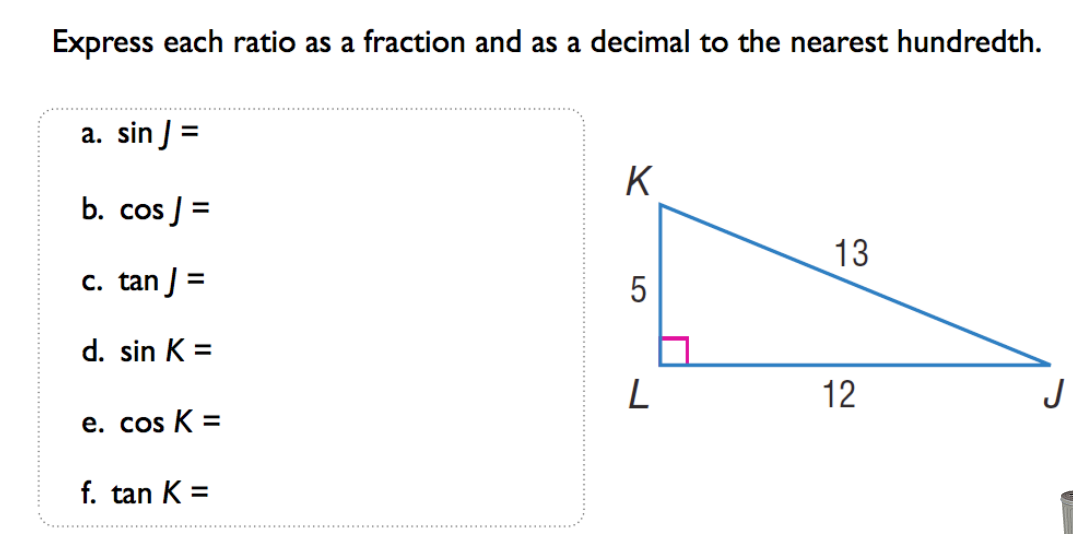 Express each ratio as a fraction and as a decimal to the nearest hundredth.
a. sin J =
b. cos J =
c. tan J =
d. sin K =
e. cos K =
f. tan K =
K
13
5
L
12
J